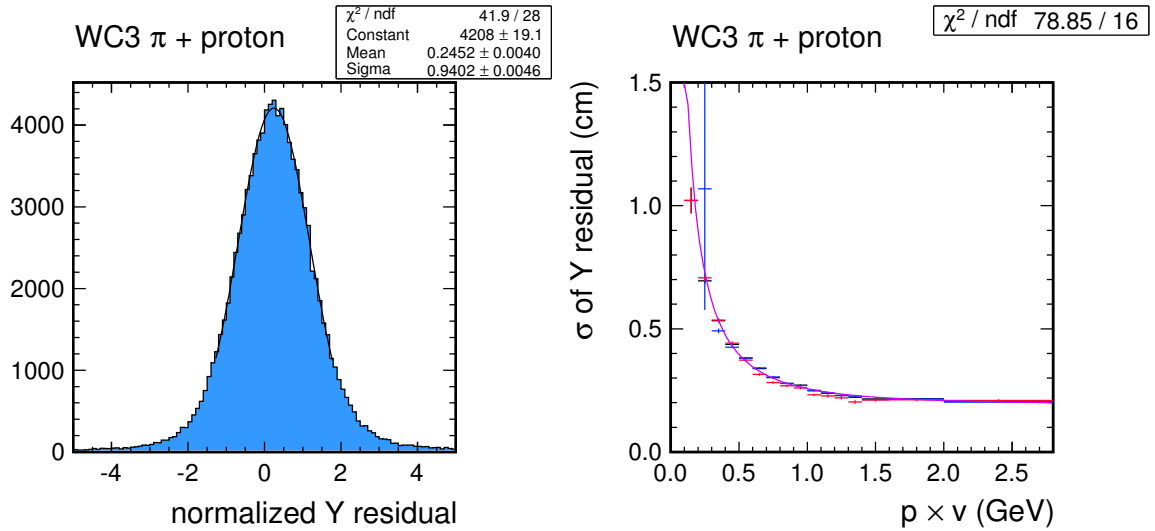 WC3 π + proton
χ² / ndf 41.9 / 28
Constant 4208 ± 19.1
Mean 0.2452 ± 0.0040
Sigma 0.9402 ± 0.0046
4000
3000
2000
1000
0
-4 -2 0 2 4
normalized Y residual
WC3 π + proton
χ² / ndf 78.85 / 16
σ of Y residual (cm)
1.5
1.0
0.5
0.0
0.0 0.5 1.0 1.5 2.0 2.5
p × v (GeV)